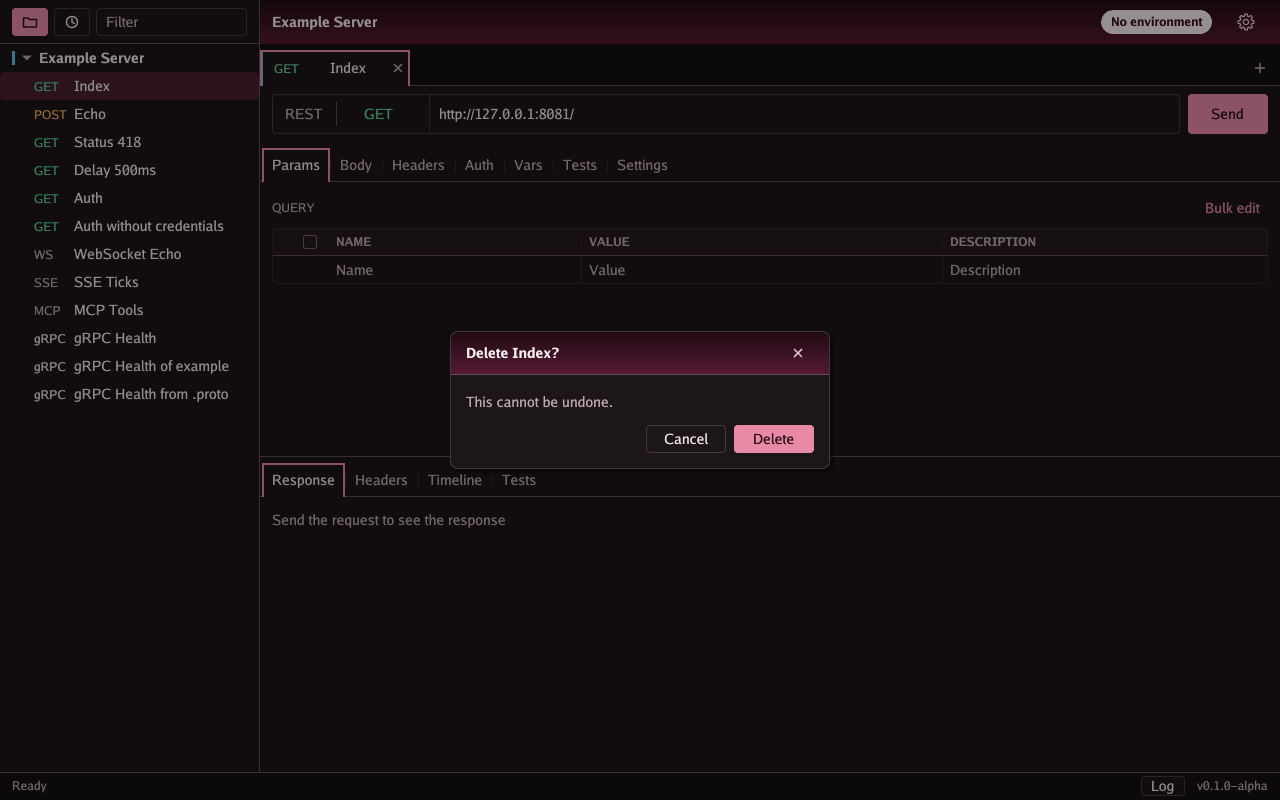 Filter
Example Server
No environment
Example Server
GET Index
POST Echo
GET Status 418
GET Delay 500ms
GET Auth
GET Auth without credentials
WS WebSocket Echo
SSE SSE Ticks
MCP MCP Tools
gRPC gRPC Health
gRPC gRPC Health of example
gRPC gRPC Health from .proto
GET Index
REST GET http://127.0.0.1:8081/ Send
Params Body Headers Auth Vars Tests Settings
QUERY Bulk edit
NAME VALUE DESCRIPTION
Name Value Description
Delete Index?
This cannot be undone.
Cancel Delete
Response Headers Timeline Tests
Send the request to see the response
Ready Log v0.1.0-alpha